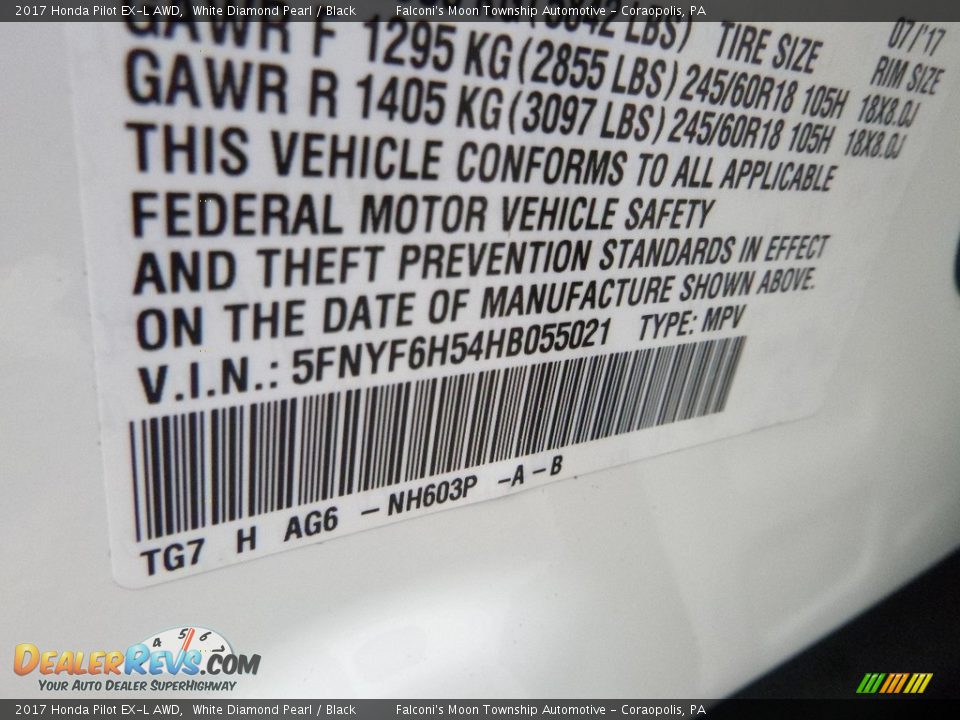 2017 Honda Pilot EX-L AWD, White Diamond Pearl / Black Falconi's Moon Township Automotive - Coraopolis, PA
07/'17
GAWR F 1295 KG (2855 LBS) TIRE SIZE RIM SIZE
245/60R18 105H 18X8.0J
GAWR R 1405 KG (3097 LBS) 245/60R18 105H 18X8.0J
THIS VEHICLE CONFORMS TO ALL APPLICABLE
FEDERAL MOTOR VEHICLE SAFETY
AND THEFT PREVENTION STANDARDS IN EFFECT
ON THE DATE OF MANUFACTURE SHOWN ABOVE.
V.I.N.: 5FNYF6H54HB055021 TYPE: MPV
TG7 H AG6 - NH603P -A - B
4 5 6
DealerRevs.com
Your Auto Dealer SuperHighway
2017 Honda Pilot EX-L AWD, White Diamond Pearl / Black Falconi's Moon Township Automotive - Coraopolis, PA